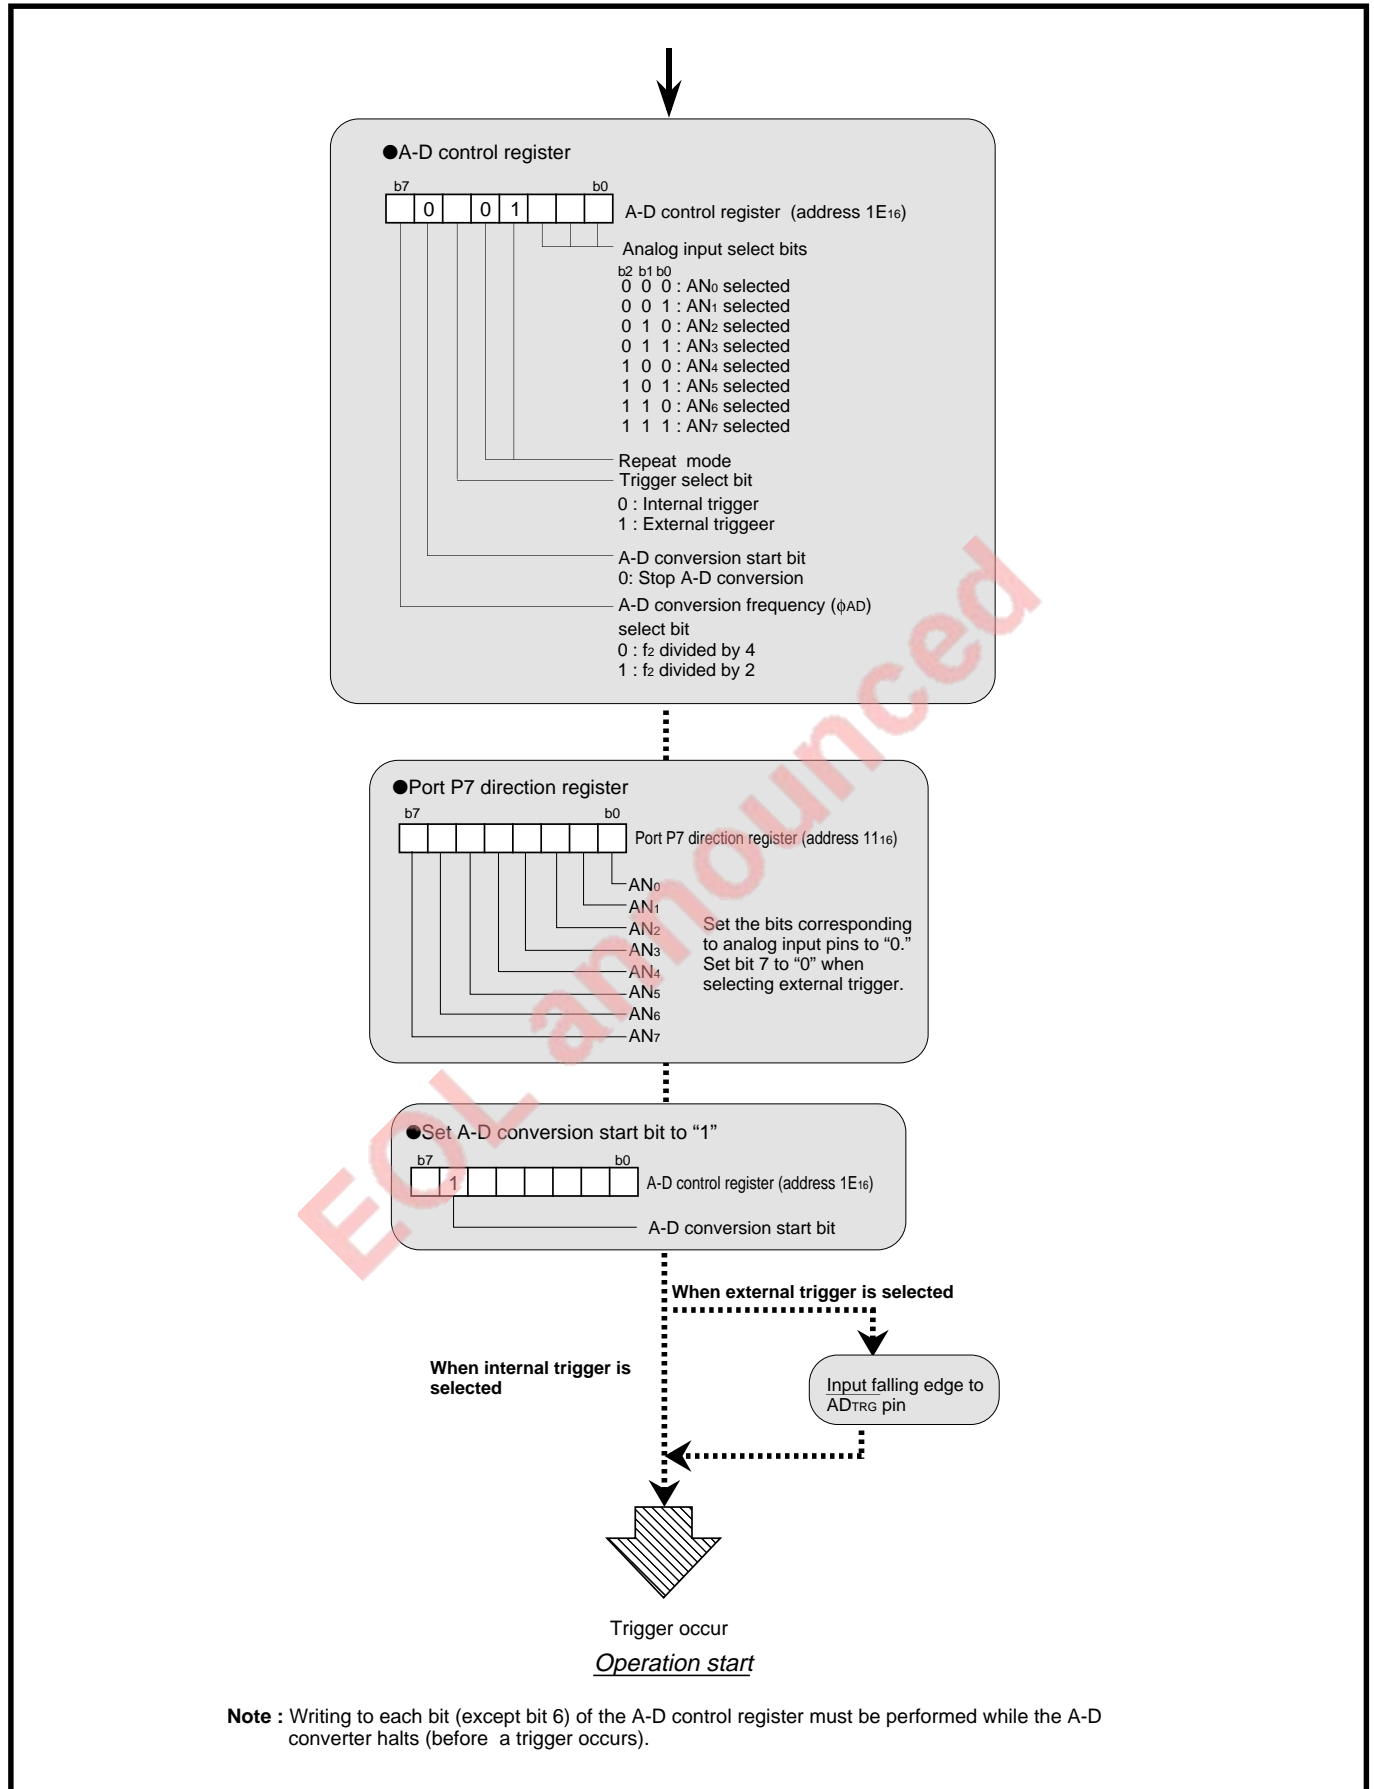 ●A-D control register
b7 b0
0 0 1 A-D control register (address 1E16)
Analog input select bits
b2 b1 b0
0 0 0 : AN0 selected
0 0 1 : AN1 selected
0 1 0 : AN2 selected
0 1 1 : AN3 selected
1 0 0 : AN4 selected
1 0 1 : AN5 selected
1 1 0 : AN6 selected
1 1 1 : AN7 selected
Repeat mode
Trigger select bit
0 : Internal trigger
1 : External triggeer
A-D conversion start bit
0: Stop A-D conversion
A-D conversion frequency (ϕAD)
select bit
0 : f2 divided by 4
1 : f2 divided by 2
●Port P7 direction register
b7 b0
Port P7 direction register (address 1116)
AN0
AN1
AN2
AN3
AN4
AN5
AN6
AN7
Set the bits corresponding
to analog input pins to “0.”
Set bit 7 to “0” when
selecting external trigger.
●Set A-D conversion start bit to “1”
b7 b0
1 A-D control register (address 1E16)
A-D conversion start bit
When external trigger is selected
When internal trigger is
selected
Input falling edge to
ADTRG pin
Trigger occur
Operation start
Note : Writing to each bit (except bit 6) of the A-D control register must be performed while the A-D
converter halts (before a trigger occurs).
EOL announced